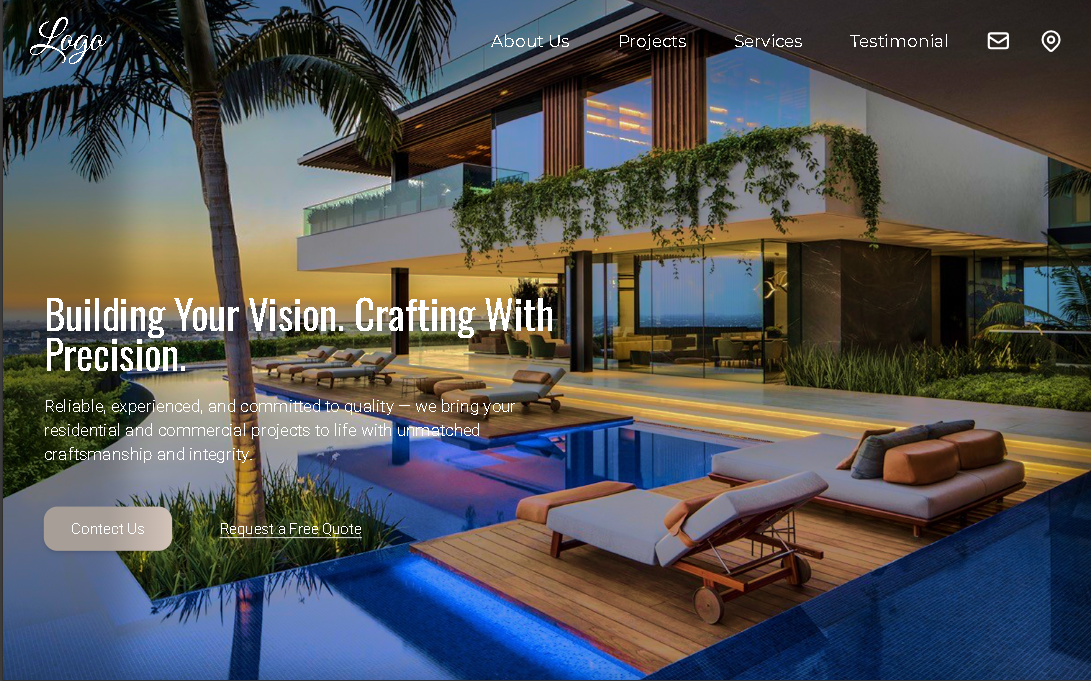 Logo
About Us
Projects
Services
Testimonial
Building Your Vision. Crafting With
Precision.
Reliable, experienced, and committed to quality — we bring your
residential and commercial projects to life with unmatched
craftsmanship and integrity.
Contact Us
Request a Free Quote